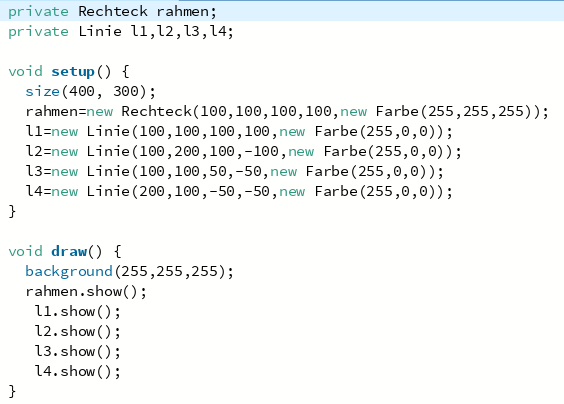 private Rechteck rahmen;
private Linie l1,l2,l3,l4;

void setup() {
  size(400, 300);
  rahmen=new Rechteck(100,100,100,100,new Farbe(255,255,255));
  l1=new Linie(100,100,100,100,new Farbe(255,0,0));
  l2=new Linie(100,200,100,-100,new Farbe(255,0,0));
  l3=new Linie(100,100,50,-50,new Farbe(255,0,0));
  l4=new Linie(200,100,-50,-50,new Farbe(255,0,0));
}

void draw() {
  background(255,255,255);
  rahmen.show();
   l1.show();
   l2.show();
   l3.show();
   l4.show();
}